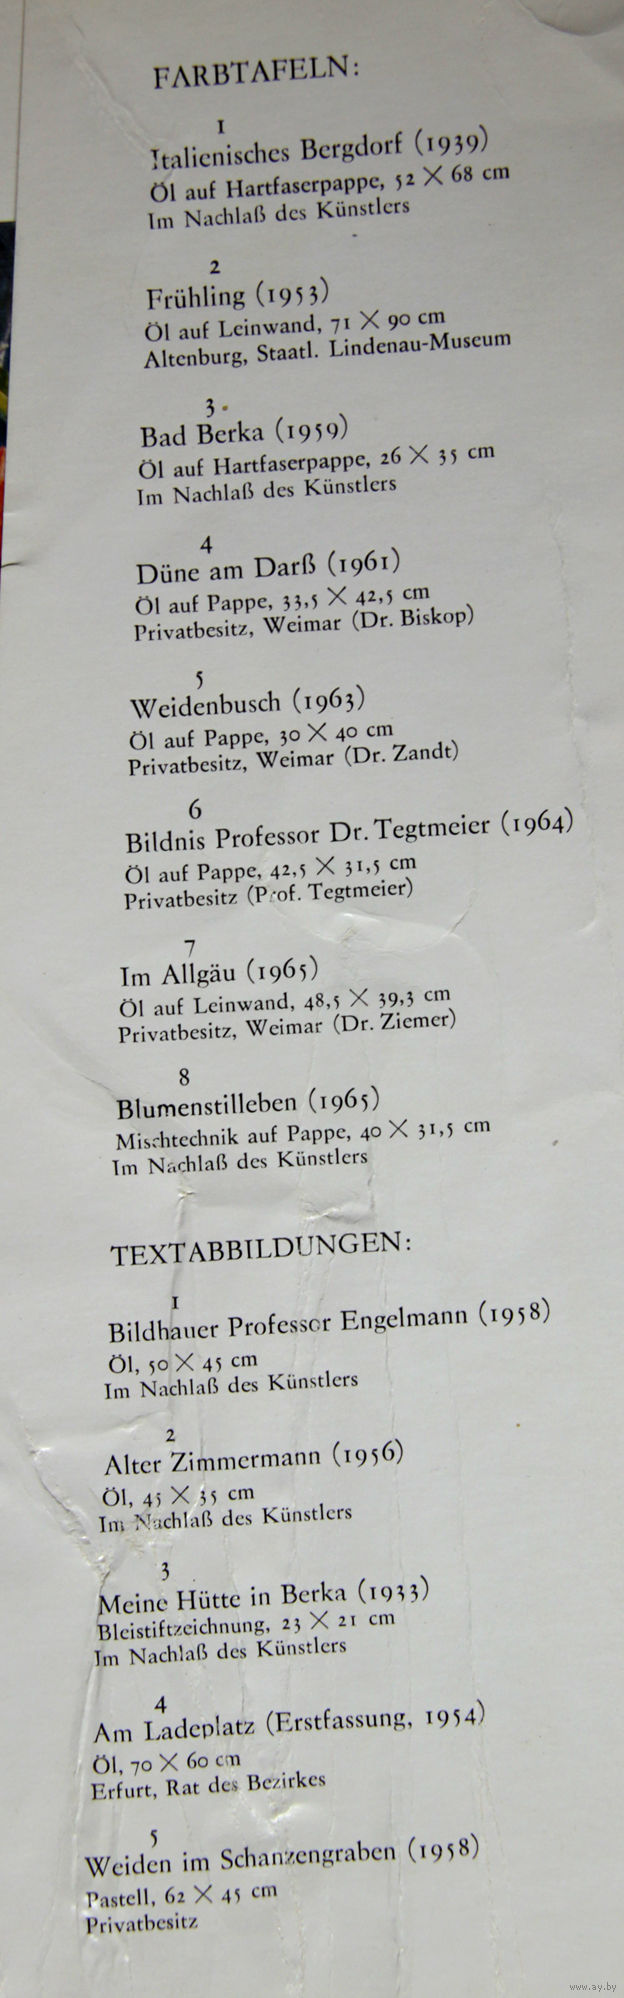 FARBTAFELN:
1
Italienisches Bergdorf (1939)
Öl auf Hartfaserpappe, 52 × 68 cm
Im Nachlaß des Künstlers
2
Frühling (1953)
Öl auf Leinwand, 71 × 90 cm
Altenburg, Staatl. Lindenau-Museum
3
Bad Berka (1959)
Öl auf Hartfaserpappe, 26 × 35 cm
Im Nachlaß des Künstlers
4
Düne am Darß (1961)
Öl auf Pappe, 33,5 × 42,5 cm
Privatbesitz, Weimar (Dr. Biskop)
5
Weidenbusch (1963)
Öl auf Pappe, 30 × 40 cm
Privatbesitz, Weimar (Dr. Zandt)
6
Bildnis Professor Dr. Tegtmeier (1964)
Öl auf Pappe, 42,5 × 31,5 cm
Privatbesitz (Prof. Tegtmeier)
7
Im Allgäu (1965)
Öl auf Leinwand, 48,5 × 39,3 cm
Privatbesitz, Weimar (Dr. Ziemer)
8
Blumenstilleben (1965)
Mischtechnik auf Pappe, 40 × 31,5 cm
Im Nachlaß des Künstlers
TEXTABBILDUNGEN:
1
Bildhauer Professor Engelmann (1958)
Öl, 50 × 45 cm
Im Nachlaß des Künstlers
2
Alter Zimmermann (1956)
Öl, 45 × 35 cm
Im Nachlaß des Künstlers
3
Meine Hütte in Berka (1933)
Bleistiftzeichnung, 23 × 21 cm
Im Nachlaß des Künstlers
4
Am Ladeplatz (Erstfassung, 1954)
Öl, 70 × 60 cm
Erfurt, Rat des Bezirkes
5
Weiden im Schanzengraben (1958)
Pastell, 62 × 45 cm
Privatbesitz
www.ay.by